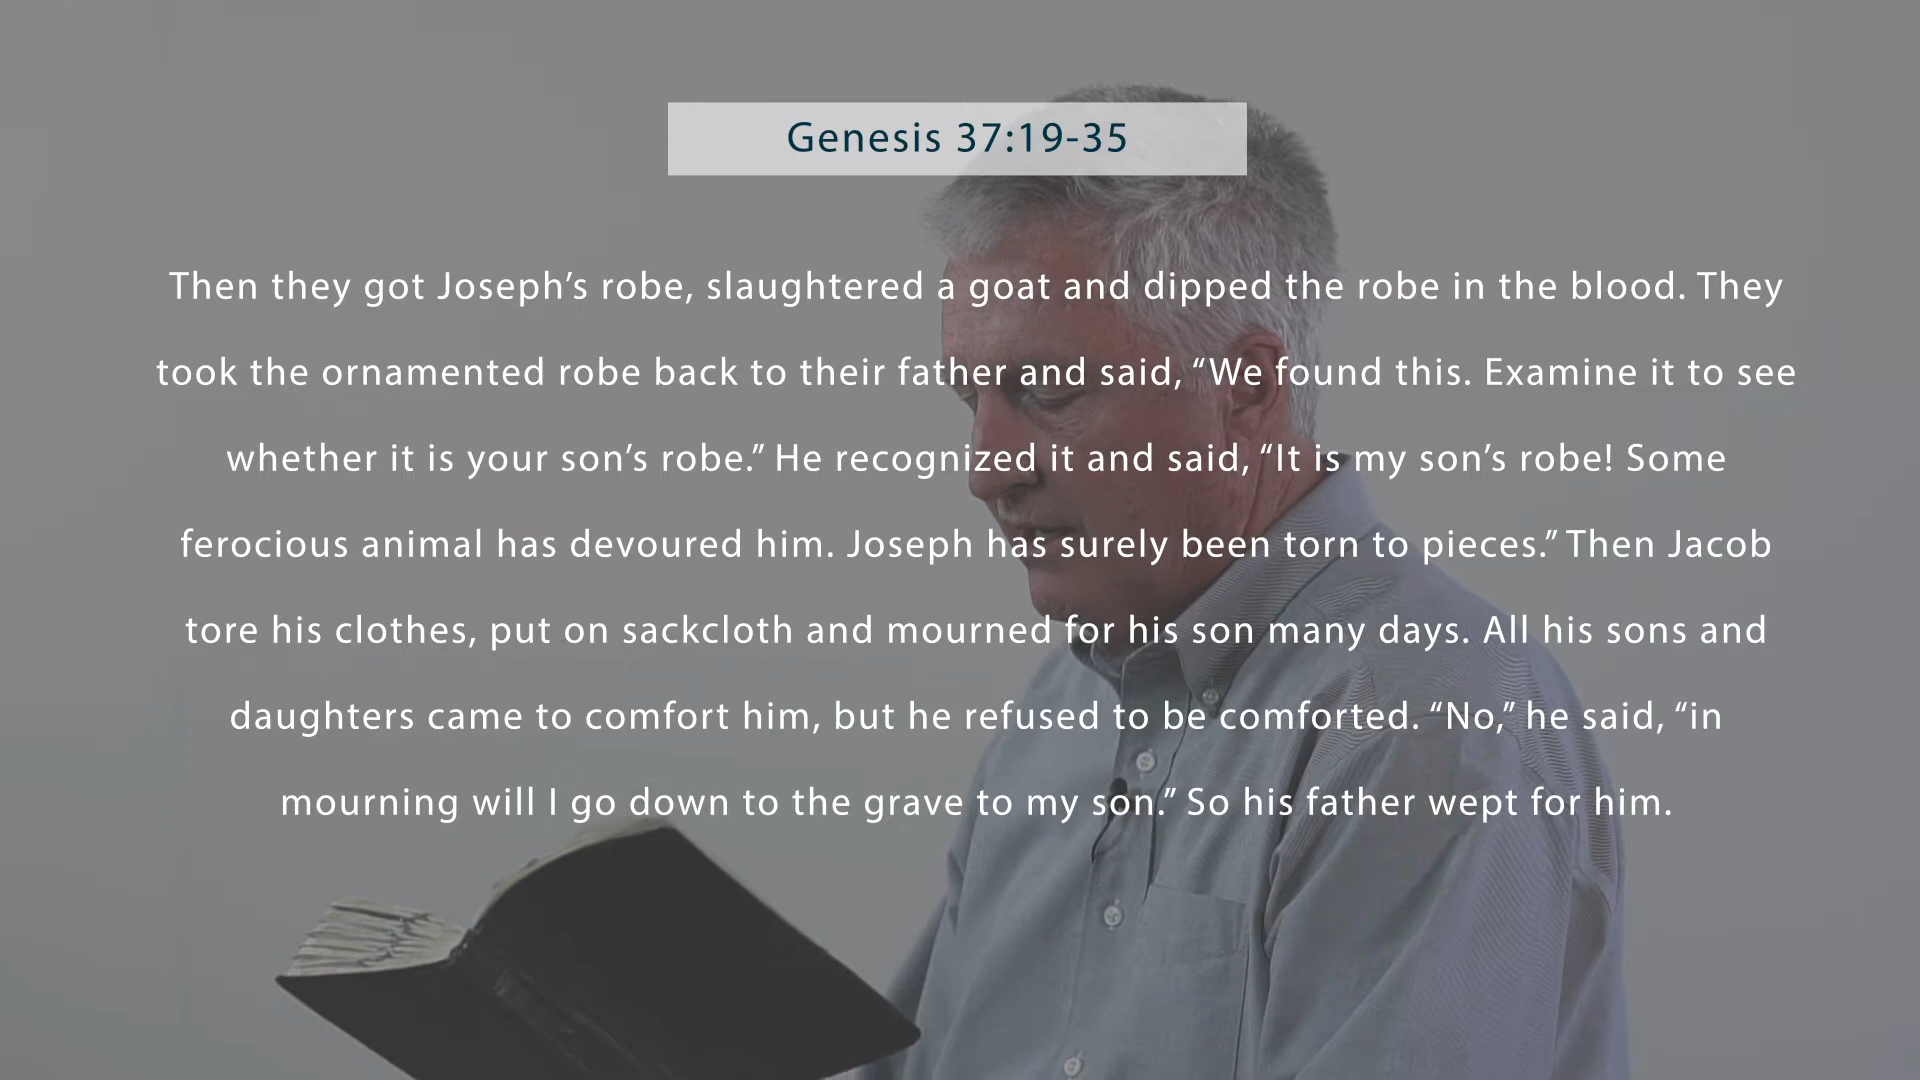 Genesis 37:19-35
Then they got Joseph’s robe, slaughtered a goat and dipped the robe in the blood. They
took the ornamented robe back to their father and said, “We found this. Examine it to see
whether it is your son’s robe.” He recognized it and said, “It is my son’s robe! Some
ferocious animal has devoured him. Joseph has surely been torn to pieces.” Then Jacob
tore his clothes, put on sackcloth and mourned for his son many days. All his sons and
daughters came to comfort him, but he refused to be comforted. “No,” he said, “in
mourning will I go down to the grave to my son.” So his father wept for him.